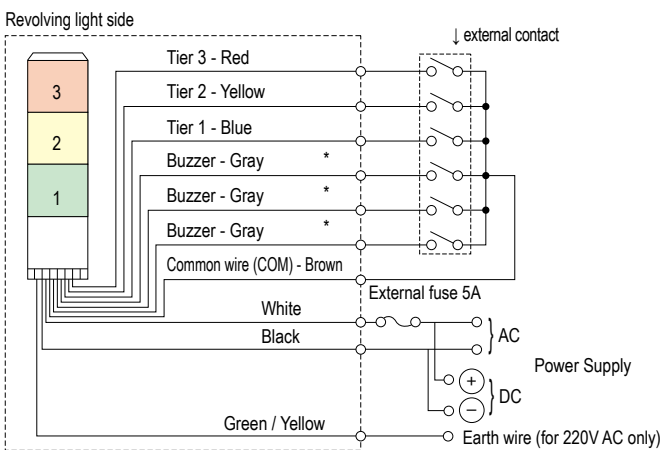 Revolving light side
↓ external contact
Tier 3 - Red
3
Tier 2 - Yellow
2
Tier 1 - Blue
1
Buzzer - Gray *
Buzzer - Gray *
Buzzer - Gray *
Common wire (COM) - Brown
External fuse 5A
White
Black
AC
Power Supply
+
DC
−
Green / Yellow
Earth wire (for 220V AC only)